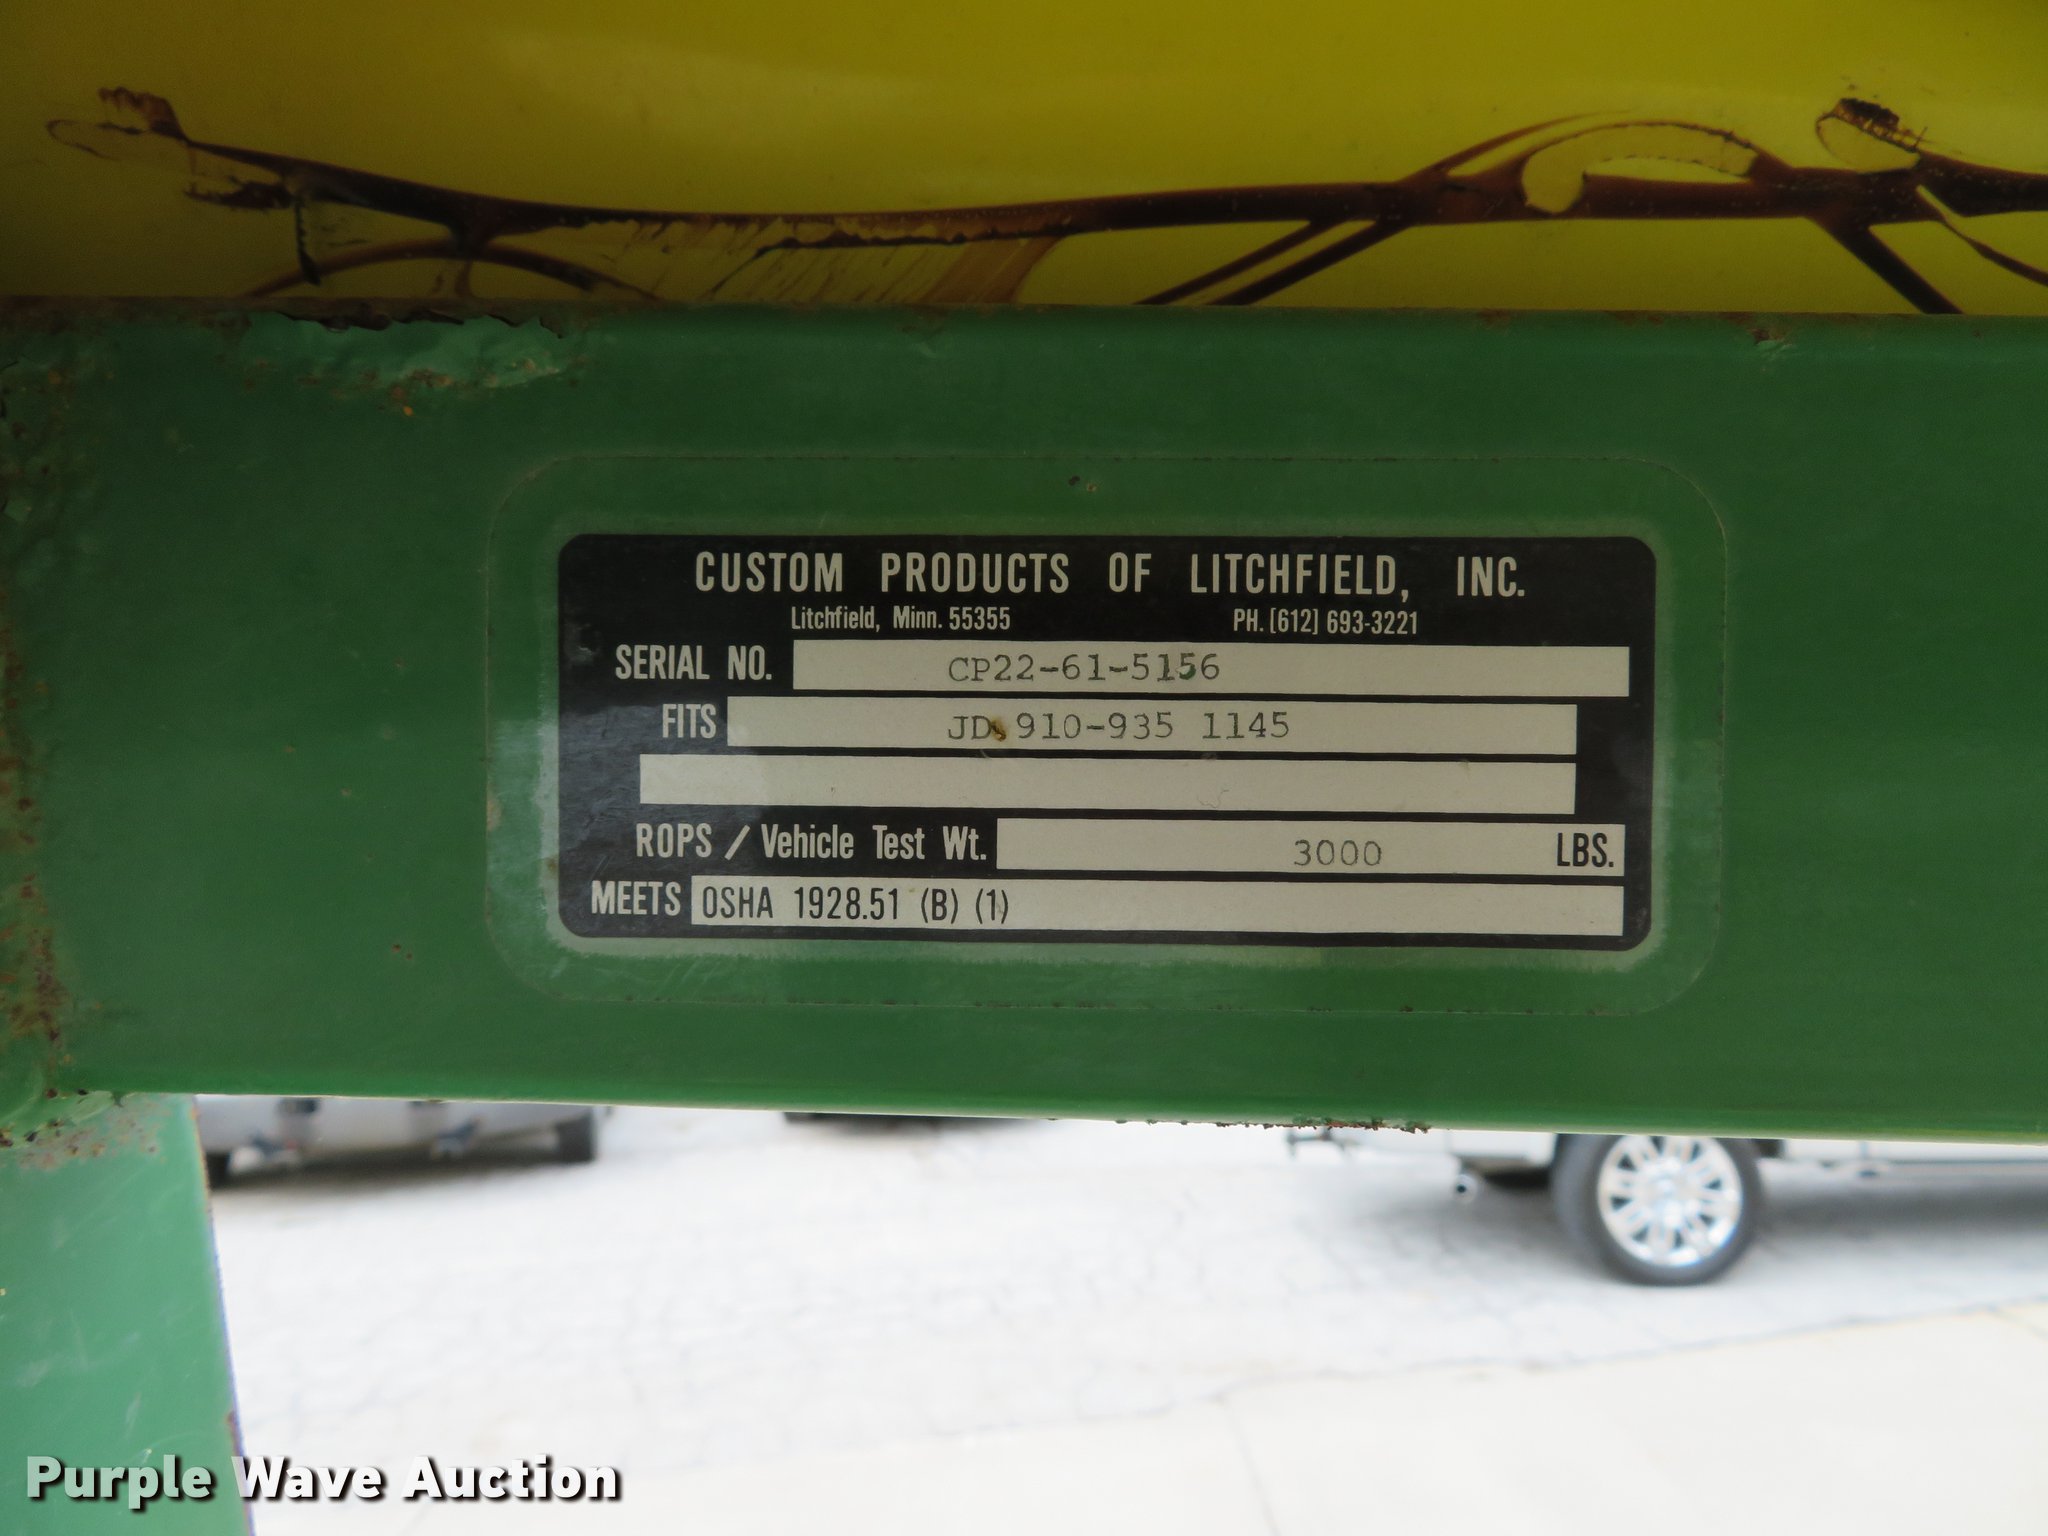 CUSTOM PRODUCTS OF LITCHFIELD, INC.
Litchfield, Minn. 55355 PH. [612] 693-3221
SERIAL NO. CP22-61-5156
FITS JD 910-935 1145
ROPS / Vehicle Test Wt. 3000 LBS.
MEETS OSHA 1928.51 (B) (1)
Purple Wave Auction